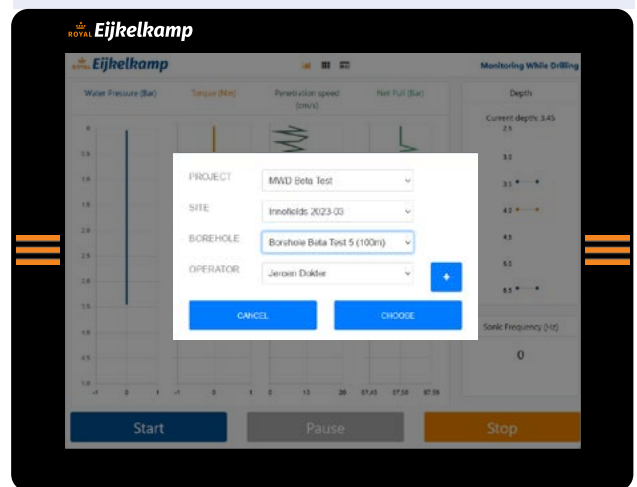 ROYAL Eijkelkamp
ROYAL Eijkelkamp
Monitoring While Drilling
Water Pressure (Bar)
Torque (Nm)
Penetration speed (cm/s)
Net Pull (Bar)
Depth
Current depth: 3.45
PROJECT
MWD Beta Test
SITE
Innofields 2023-03
BOREHOLE
Borehole Beta Test 5 (100m)
OPERATOR
Jeroen Dokter
+
CANCEL
CHOOSE
Sonic Frequency (Hz)
0
Start
Pause
Stop